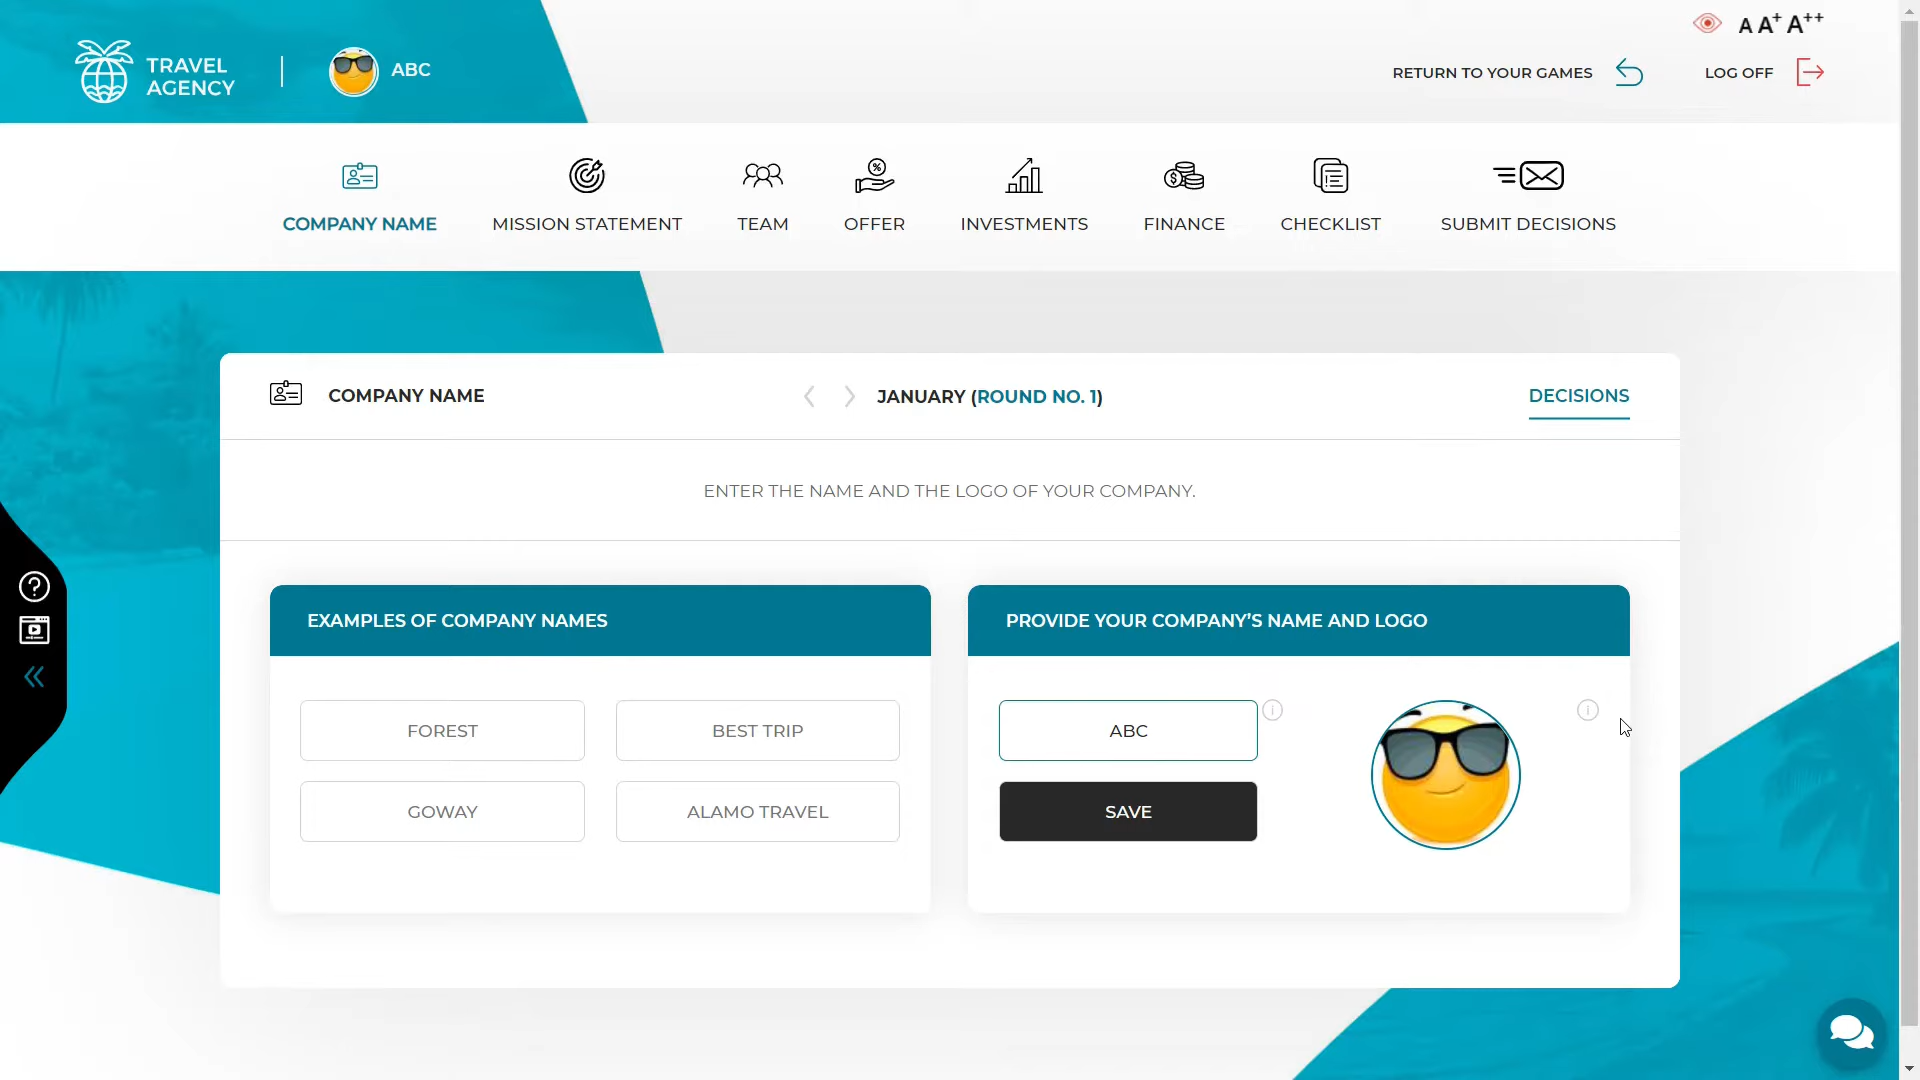 A A+ A++
TRAVEL
AGENCY
ABC
RETURN TO YOUR GAMES
LOG OFF
COMPANY NAME
MISSION STATEMENT
TEAM
OFFER
INVESTMENTS
FINANCE
CHECKLIST
SUBMIT DECISIONS
COMPANY NAME
JANUARY (ROUND NO. 1)
DECISIONS
ENTER THE NAME AND THE LOGO OF YOUR COMPANY.
EXAMPLES OF COMPANY NAMES
FOREST
BEST TRIP
GOWAY
ALAMO TRAVEL
PROVIDE YOUR COMPANY’S NAME AND LOGO
ABC
SAVE